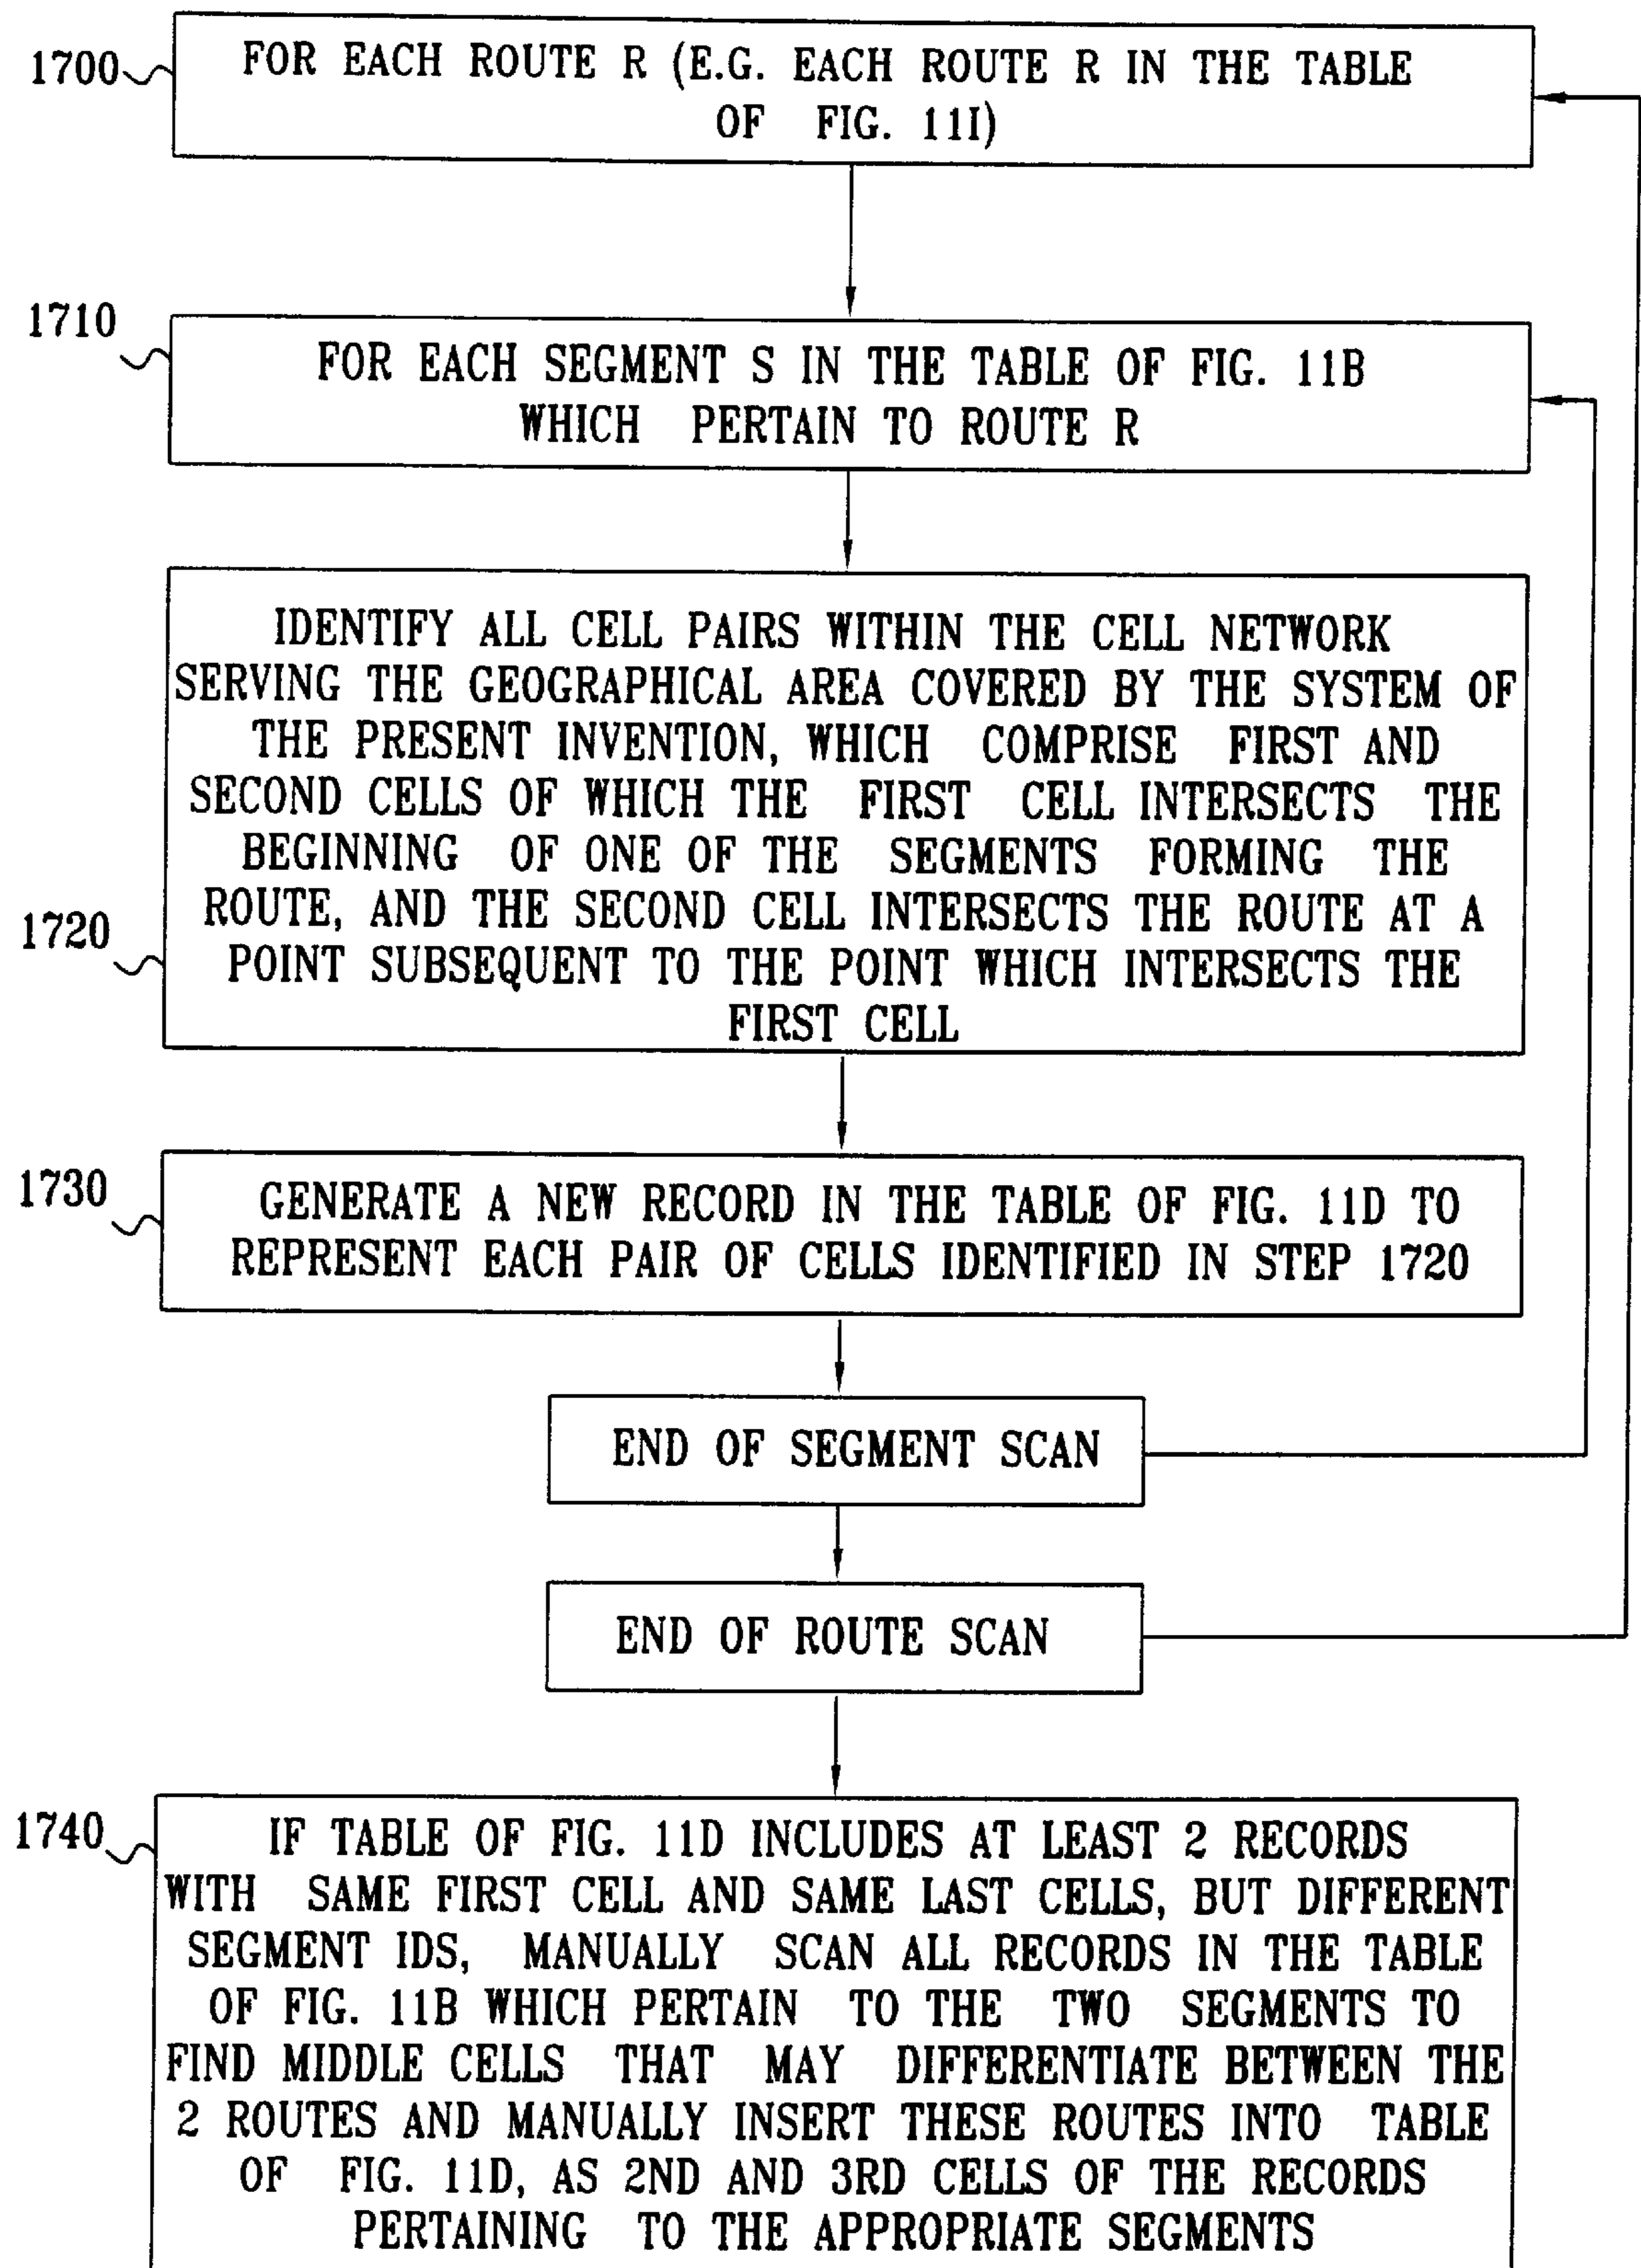 1700
FOR EACH ROUTE R (E.G. EACH ROUTE R IN THE TABLE
OF FIG. 11I)
1710
FOR EACH SEGMENT S IN THE TABLE OF FIG. 11B
WHICH PERTAIN TO ROUTE R
1720
IDENTIFY ALL CELL PAIRS WITHIN THE CELL NETWORK
SERVING THE GEOGRAPHICAL AREA COVERED BY THE SYSTEM OF
THE PRESENT INVENTION, WHICH COMPRISE FIRST AND
SECOND CELLS OF WHICH THE FIRST CELL INTERSECTS THE
BEGINNING OF ONE OF THE SEGMENTS FORMING THE
ROUTE, AND THE SECOND CELL INTERSECTS THE ROUTE AT A
POINT SUBSEQUENT TO THE POINT WHICH INTERSECTS THE
FIRST CELL
1730
GENERATE A NEW RECORD IN THE TABLE OF FIG. 11D TO
REPRESENT EACH PAIR OF CELLS IDENTIFIED IN STEP 1720
END OF SEGMENT SCAN
END OF ROUTE SCAN
1740
IF TABLE OF FIG. 11D INCLUDES AT LEAST 2 RECORDS
WITH SAME FIRST CELL AND SAME LAST CELLS, BUT DIFFERENT
SEGMENT IDS, MANUALLY SCAN ALL RECORDS IN THE TABLE
OF FIG. 11B WHICH PERTAIN TO THE TWO SEGMENTS TO
FIND MIDDLE CELLS THAT MAY DIFFERENTIATE BETWEEN THE
2 ROUTES AND MANUALLY INSERT THESE ROUTES INTO TABLE
OF FIG. 11D, AS 2ND AND 3RD CELLS OF THE RECORDS
PERTAINING TO THE APPROPRIATE SEGMENTS